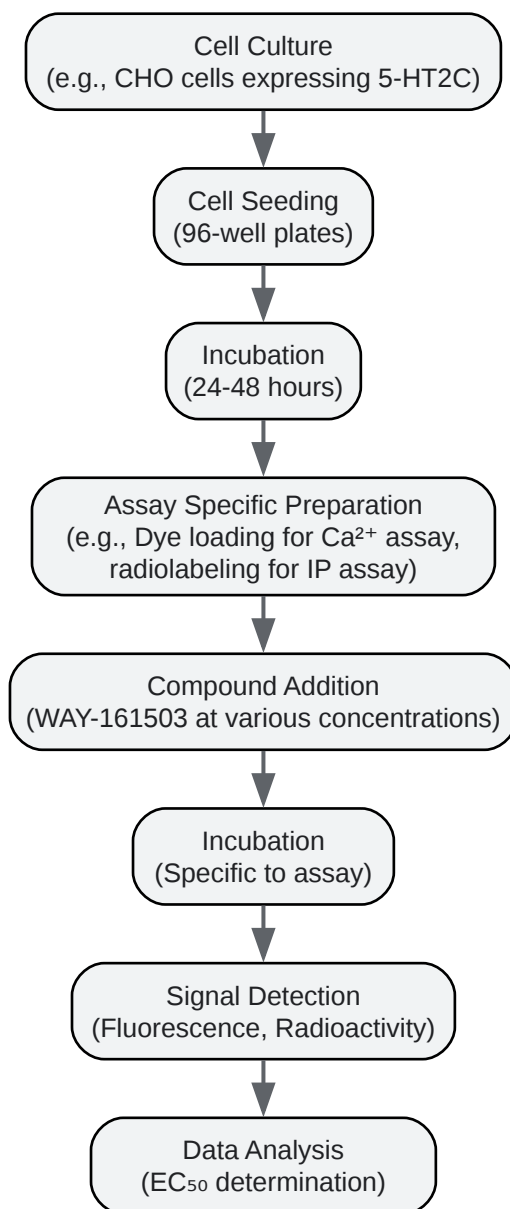 Cell Culture
(e.g., CHO cells expressing 5-HT2C)
Cell Seeding
(96-well plates)
Incubation
(24-48 hours)
Assay Specific Preparation
(e.g., Dye loading for Ca²⁺ assay,
radiolabeling for IP assay)
Compound Addition
(WAY-161503 at various concentrations)
Incubation
(Specific to assay)
Signal Detection
(Fluorescence, Radioactivity)
Data Analysis
(EC₅₀ determination)